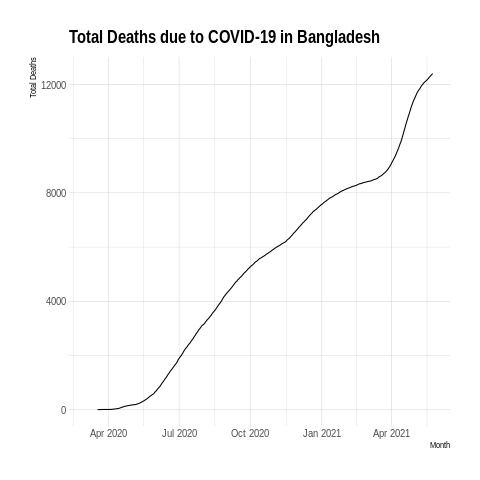 Total Deaths due to COVID-19 in Bangladesh
Total Deaths
12000
8000
4000
0
Apr 2020 Jul 2020 Oct 2020 Jan 2021 Apr 2021
Month